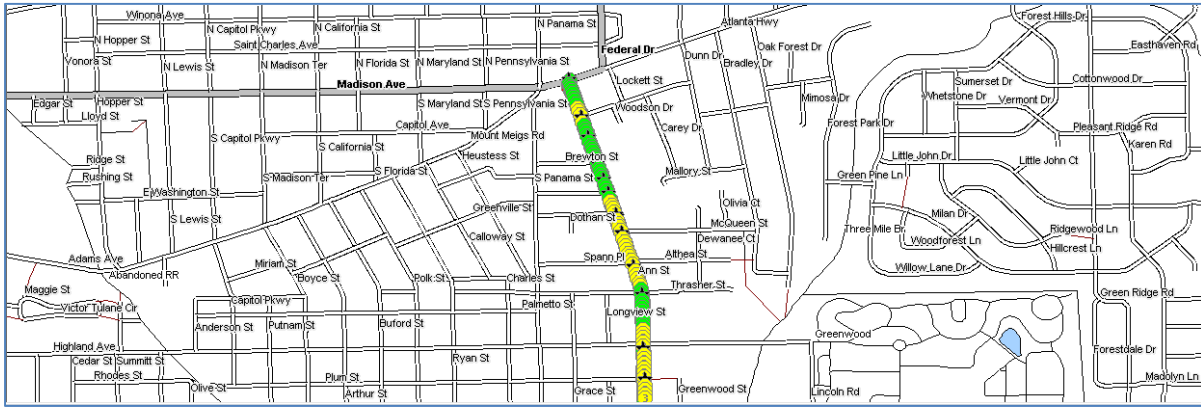 Winona Ave
N Panama St
Atlanta Hwy
Forest Hills Dr
N Capitol Pkwy
N California St
N Hopper St
Saint Charles Ave
Federal Dr
Oak Forest Dr
Easthaven Rd
Vonora St
N Lewis St
N Madison Ter
N Florida St
N Maryland St
N Pennsylvania St
Dunn Dr
Bradley Dr
Lockett St
Sumerset Dr
Cottonwood Dr
Madison Ave
Whetstone Dr
Vermont Dr
Edgar St
Hopper St
S Maryland St
S Pennsylvania St
Woodson Dr
Mimosa Dr
Lloyd St
Capitol Ave
Mount Meigs Rd
Carey Dr
Forest Park Dr
Pleasant Ridge Rd
S Capitol Pkwy
S California St
Karen Rd
Ridge St
Heustess St
Brewton St
Little John Dr
Little John Ct
Rushing St
S Madison Ter
S Florida St
S Panama St
Mallory St
Green Pine Ln
E Washington St
Greenville St
Olivia Ct
S Lewis St
Dothan St
McQueen St
Milan Dr
Calloway St
Dewanee Ct
Three Mile Br
Woodforest Ln
Ridgewood Ln
Hillcrest Ln
Adams Ave
Miriam St
Spann Pl
Althea St
Willow Lane Dr
Abandoned RR
Boyce St
Polk St
Charles St
Ann St
Maggie St
Thrasher St
Green Ridge Rd
Victor Tulane Cir
Capitol Pkwy
Palmetto St
Longview St
Anderson St
Putnam St
Buford St
Greenwood
Highland Ave
Forestdale Dr
Cedar St
Summitt St
Ryan St
Rhodes St
Plum St
Madolyn Ln
Olive St
Arthur St
Grace St
Greenwood St
Lincoln Rd
3